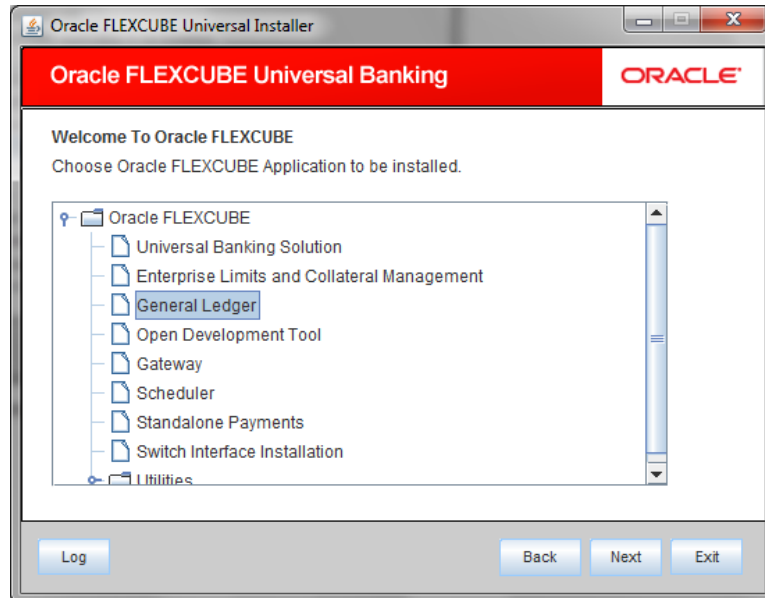 Oracle FLEXCUBE Universal Installer
Oracle FLEXCUBE Universal Banking
ORACLE
Welcome To Oracle FLEXCUBE
Choose Oracle FLEXCUBE Application to be installed.
Oracle FLEXCUBE
Universal Banking Solution
Enterprise Limits and Collateral Management
General Ledger
Open Development Tool
Gateway
Scheduler
Standalone Payments
Switch Interface Installation
Utilities
Log Back Next Exit